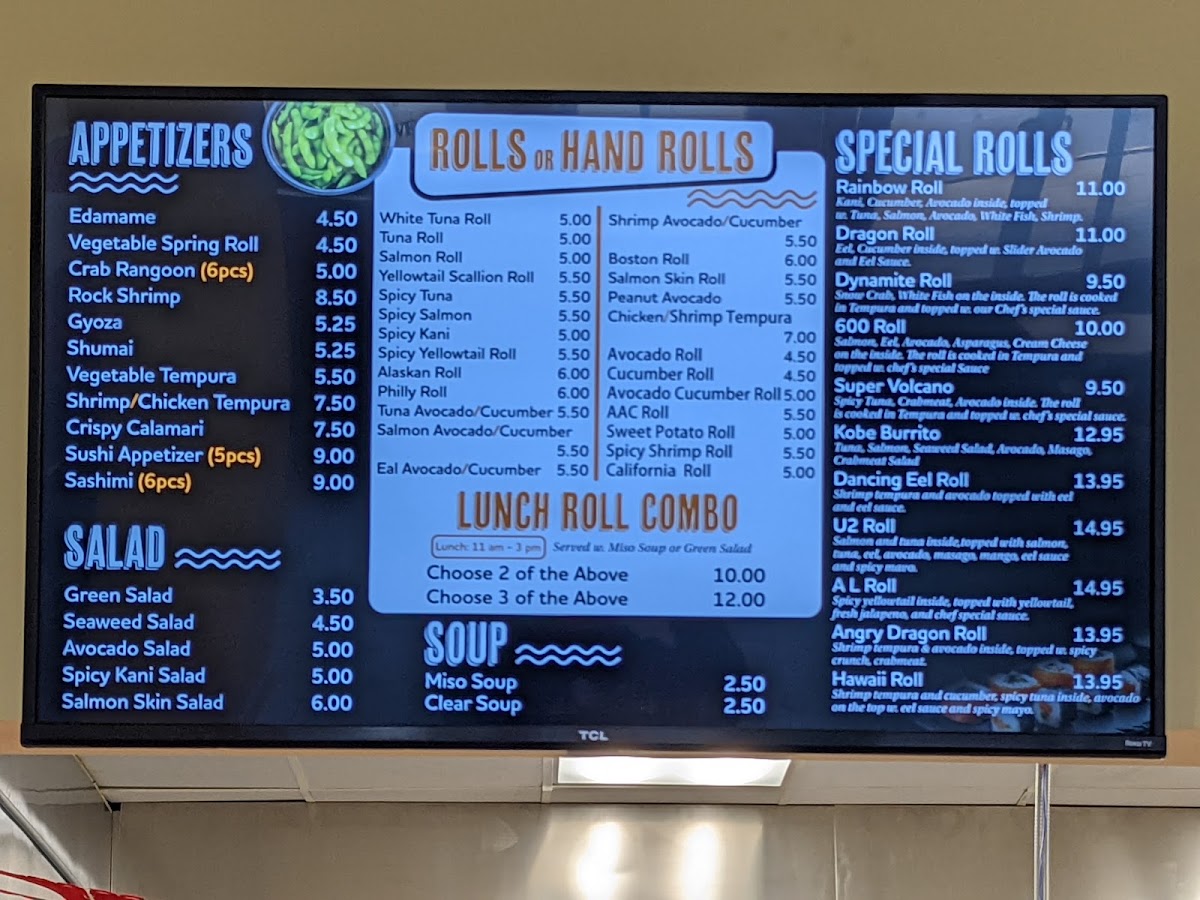 APPETIZERS
Edamame 4.50
Vegetable Spring Roll 4.50
Crab Rangoon (6pcs) 5.00
Rock Shrimp 8.50
Gyoza 5.25
Shumai 5.25
Vegetable Tempura 5.50
Shrimp/Chicken Tempura 7.50
Crispy Calamari 7.50
Sushi Appetizer (5pcs) 9.00
Sashimi (6pcs) 9.00
SALAD
Green Salad 3.50
Seaweed Salad 4.50
Avocado Salad 5.00
Spicy Kani Salad 5.00
Salmon Skin Salad 6.00
ROLLS OR HAND ROLLS
White Tuna Roll 5.00
Tuna Roll 5.00
Salmon Roll 5.00
Yellowtail Scallion Roll 5.50
Spicy Tuna 5.50
Spicy Salmon 5.50
Spicy Kani 5.00
Spicy Yellowtail Roll 5.50
Alaskan Roll 6.00
Philly Roll 6.00
Tuna Avocado/Cucumber 5.50
Salmon Avocado/Cucumber
5.50
Eal Avocado/Cucumber 5.50
Shrimp Avocado/Cucumber
5.50
Boston Roll 6.00
Salmon Skin Roll 5.50
Peanut Avocado 5.50
Chicken/Shrimp Tempura
7.00
Avocado Roll 4.50
Cucumber Roll 4.50
Avocado Cucumber Roll 5.00
AAC Roll 5.50
Sweet Potato Roll 5.00
Spicy Shrimp Roll 5.50
California Roll 5.00
LUNCH ROLL COMBO
Lunch: 11 am - 3 pm Served w. Miso Soup or Green Salad
Choose 2 of the Above 10.00
Choose 3 of the Above 12.00
SOUP
Miso Soup 2.50
Clear Soup 2.50
SPECIAL ROLLS
Rainbow Roll 11.00
Kani, Cucumber, Avocado inside, topped
w. Tuna, Salmon, Avocado, White Fish, Shrimp.
Dragon Roll 11.00
Eel, Cucumber inside, topped w. Slider Avocado
and Eel Sauce.
Dynamite Roll 9.50
Snow Crab, White Fish on the inside. The roll is cooked
in Tempura and topped w. our Chef's special sauce.
600 Roll 10.00
Salmon, Eel, Avocado, Asparagus, Cream Cheese
on the inside. The roll is cooked in Tempura and
topped w. chef's special Sauce
Super Volcano 9.50
Spicy Tuna, Crabmeat, Avocado inside. The roll
is cooked in Tempura and topped w. chef's special sauce.
Kobe Burrito 12.95
Tuna, Salmon, Seaweed Salad, Avocado, Masago,
Crabmeat Salad
Dancing Eel Roll 13.95
Shrimp tempura and avocado topped with eel
and eel sauce.
U2 Roll 14.95
Salmon and tuna inside,topped with salmon,
tuna, eel, avocado, masago, mango, eel sauce
and spicy mayo.
A L Roll 14.95
Spicy yellowtail inside, topped with yellowtail,
fresh jalapeno, and chef special sauce.
Angry Dragon Roll 13.95
Shrimp tempura & avocado inside, topped w. spicy
crunch, crabmeat.
Hawaii Roll 13.95
Shrimp tempura and cucumber, spicy tuna inside, avocado
on the top w. eel sauce and spicy mayo.
TCL
Roku TV